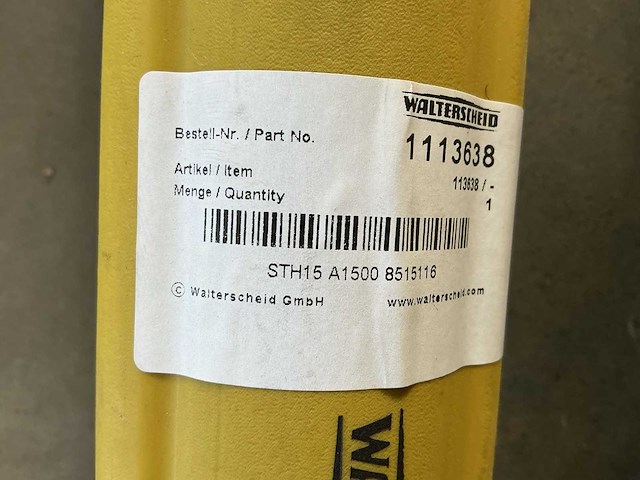 WALTERSCHEID
Bestell-Nr. / Part No. 1113638
Artikel / Item 113638 / -
Menge / Quantity 1
STH15 A1500 8515116
© Walterscheid GmbH www.walterscheid.com